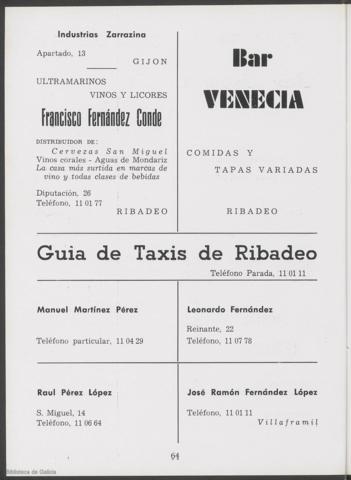 Industrias Zarrazina
Apartado, 13
GIJON
ULTRAMARINOS
VINOS Y LICORES
Francisco Fernández Conde
DISTRIBUIDOR DE:
Cervezas San Miguel
Vinos corales - Aguas de Mondariz
La casa más surtida en marcas de
vino y todas clases de bebidas
Diputación, 26
Teléfono, 11 01 77
RIBADEO
Bar
VENECIA
COMIDAS Y
TAPAS VARIADAS
RIBADEO
Guia de Taxis de Ribadeo
Teléfono Parada, 11 01 11
Manuel Martínez Pérez
Teléfono particular, 11 04 29
Leonardo Fernández
Reinante, 22
Teléfono, 11 07 78
Raul Pérez López
S. Miguel, 14
Teléfono, 11 06 64
José Ramón Fernández López
Teléfono, 11 01 11
Villaframil
64
Biblioteca de Galicia